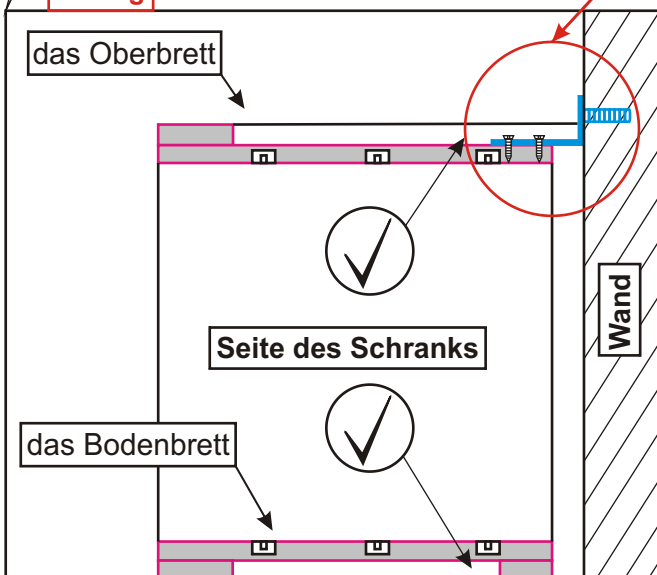 das Oberbrett
Wand
Seite des Schranks
das Bodenbrett